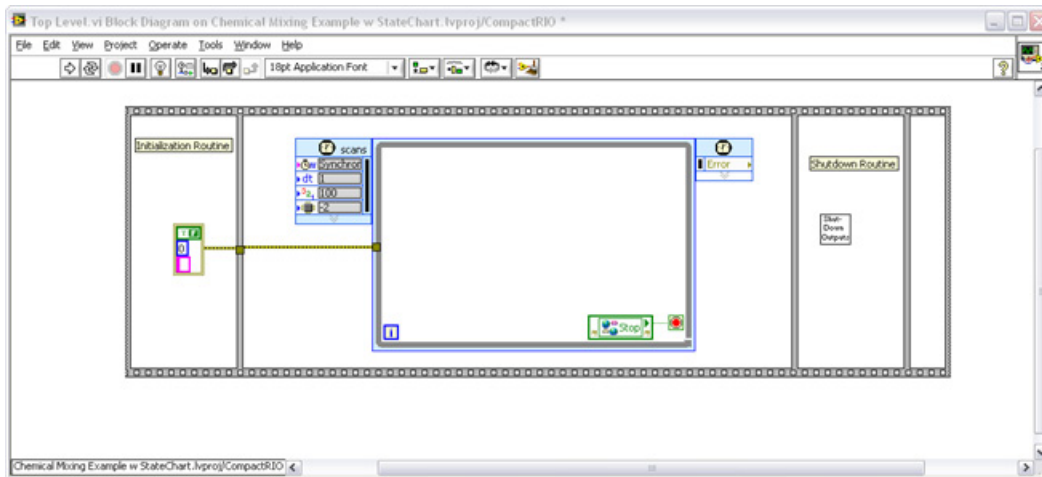 Top Level.vi Block Diagram on Chemical Mixing Example w StateChart.lvproj/CompactRIO *
File Edit View Project Operate Tools Window Help
18pt Application Font
Initialization Routine
scans
Synchron
dt 1
100
-2
Error
Shutdown Routine
0
Shut-
Down
Outputs
i
Stop
Chemical Mixing Example w StateChart.lvproj/CompactRIO